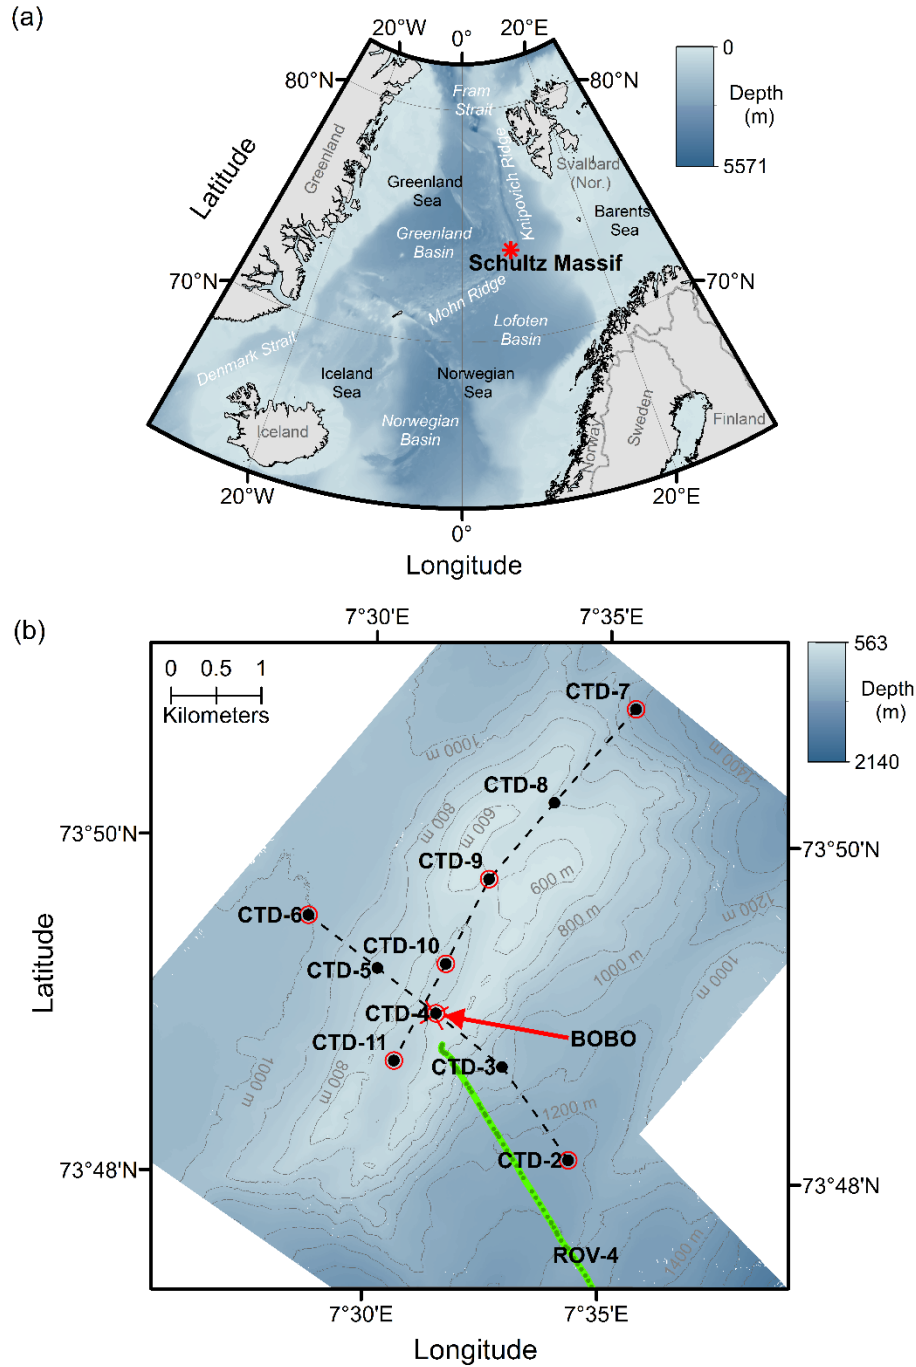 (a)
20°W
0°
20°E
80°N
80°N
0
Depth
(m)
5571
Fram
Strait
Greenland
Latitude
Knipovich Ridge
Svalbard
(Nor.)
Greenland
Sea
Barents
Sea
Greenland
Basin
Schultz Massif
70°N
70°N
Mohn Ridge
Lofoten
Basin
Denmark Strait
Iceland
Sea
Norwegian
Sea
Iceland
Norwegian
Basin
Norway
Sweden
Finland
20°W
20°E
0°
Longitude
(b)
7°30'E
7°35'E
0 0.5 1
Kilometers
563
Depth
(m)
2140
CTD-7
1000 m
1400 m
CTD-8
800 m
600 m
73°50'N
73°50'N
CTD-9
600 m
1200 m
800 m
CTD-6
CTD-10
1000 m
1000 m
CTD-5
Latitude
CTD-4
BOBO
CTD-11
CTD-3
1000 m
800 m
1200 m
CTD-2
73°48'N
73°48'N
ROV-4
1400 m
7°30'E
7°35'E
Longitude